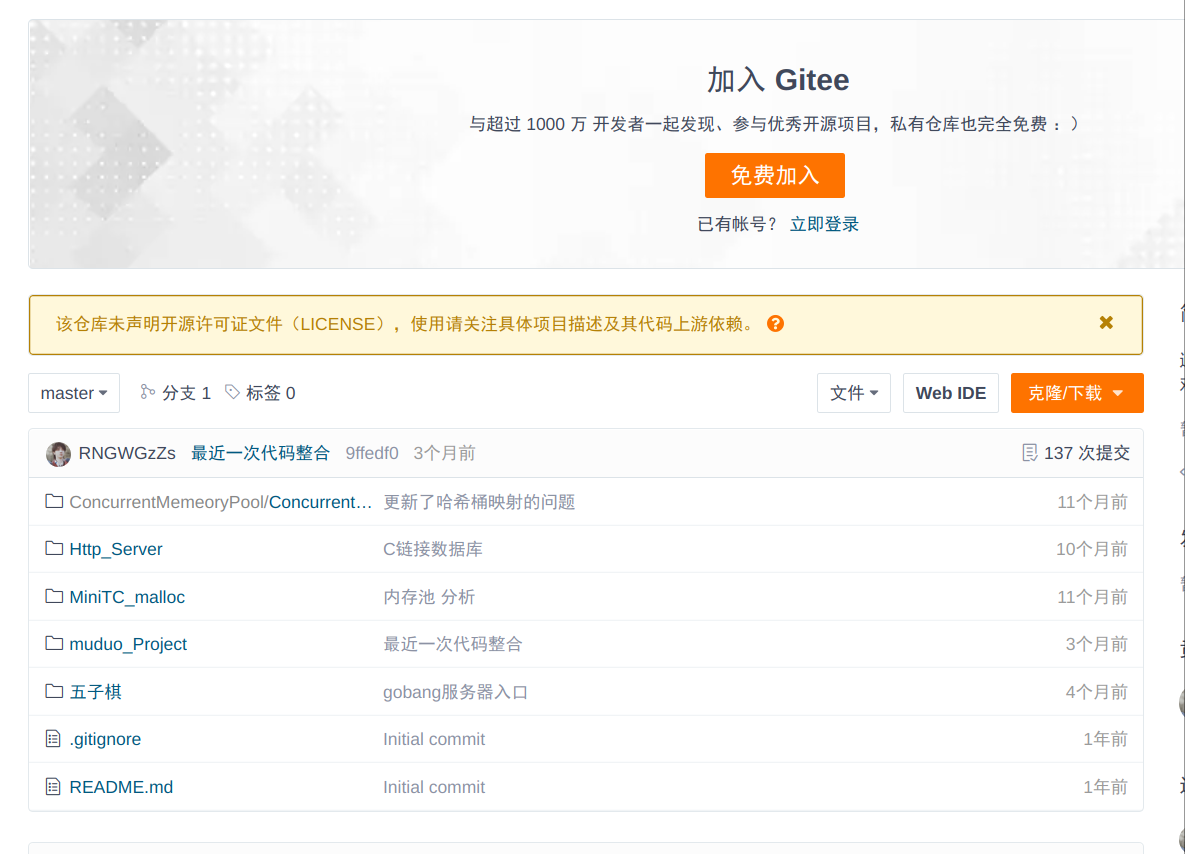 加入 Gitee
与超过 1000 万 开发者一起发现、参与优秀开源项目，私有仓库也完全免费 ：）
免费加入
已有帐号？ 立即登录
该仓库未声明开源许可证文件（LICENSE），使用请关注具体项目描述及其代码上游依赖。
master 分支 1 标签 0 文件 Web IDE 克隆/下载
RNGWGzZs 最近一次代码整合 9ffedf0 3个月前 137 次提交
ConcurrentMemeoryPool/Concurrent… 更新了哈希桶映射的问题 11个月前
Http_Server C链接数据库 10个月前
MiniTC_malloc 内存池 分析 11个月前
muduo_Project 最近一次代码整合 3个月前
五子棋 gobang服务器入口 4个月前
.gitignore Initial commit 1年前
README.md Initial commit 1年前